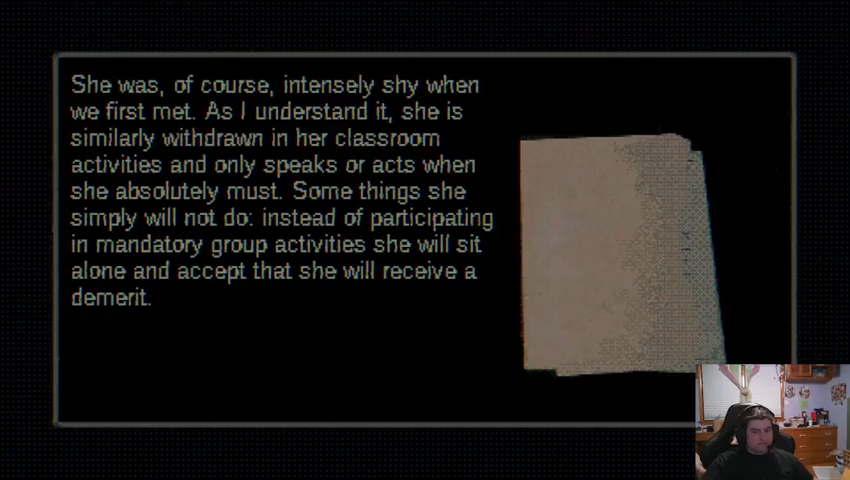 She was, of course, intensely shy when
we first met. As I understand it, she is
similarly withdrawn in her classroom
activities and only speaks or acts when
she absolutely must. Some things she
simply will not do: instead of participating
in mandatory group activities she will sit
alone and accept that she will receive a
demerit.